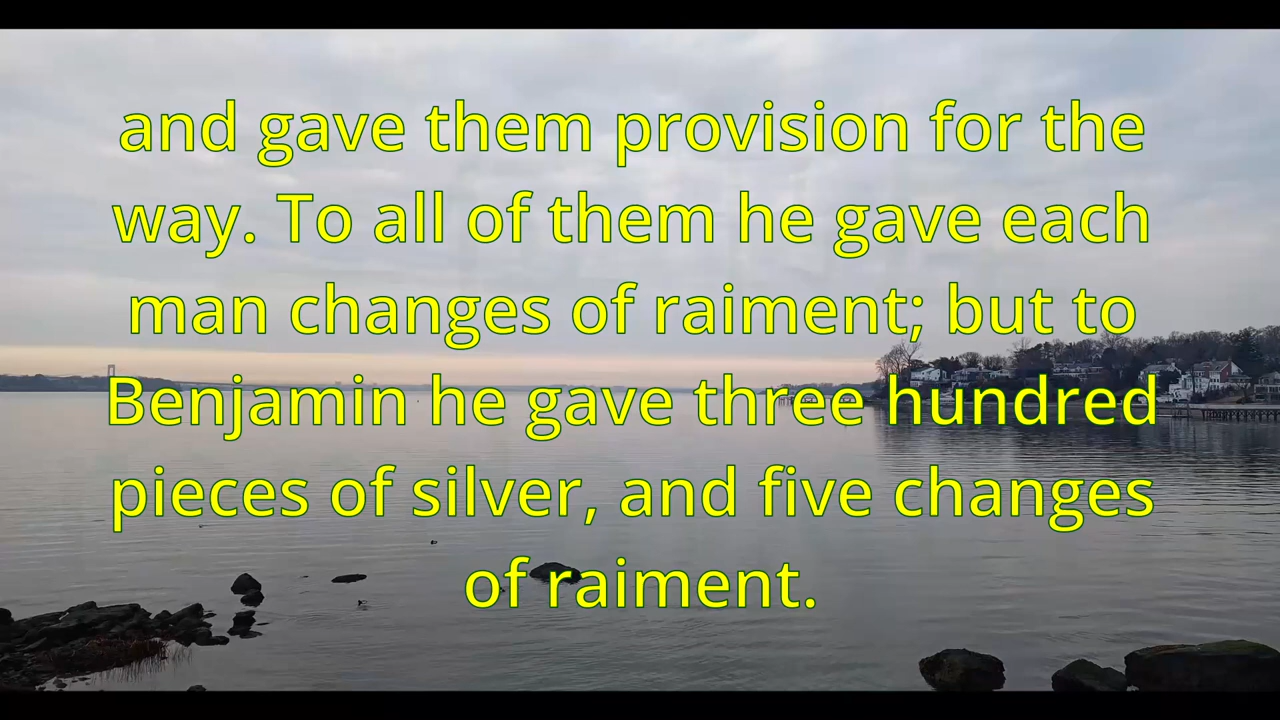 and gave them provision for the
way. To all of them he gave each
man changes of raiment; but to
Benjamin he gave three hundred
pieces of silver, and five changes
of raiment.